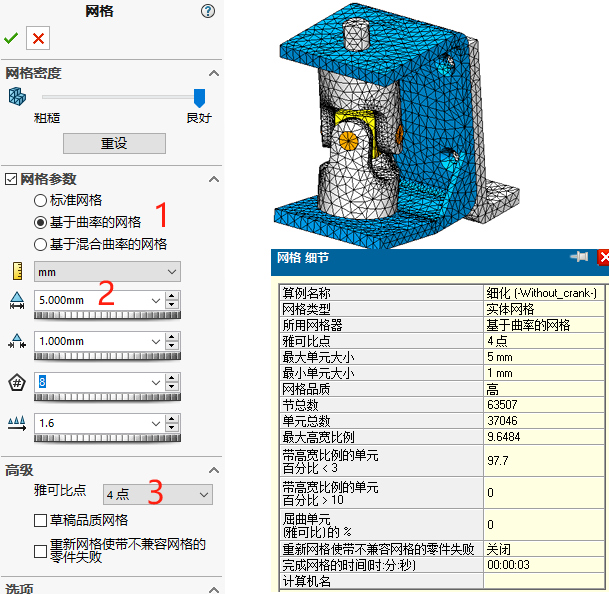 网格
网格密度
粗糙 良好
重设
网格参数
标准网格
基于曲率的网格
1
基于混合曲率的网格
mm
5.000mm
2
1.000mm
8
1.6
高级
雅可比点
4 点
3
草稿品质网格
重新网格使带不兼容网格的
零件失败
选项
网格 细节
算例名称 细化 (-Without_crank-)
网格类型 实体网格
所用网格器 基于曲率的网格
雅可比点 4 点
最大单元大小 5 mm
最小单元大小 1 mm
网格品质 高
节总数 63507
单元总数 37046
最大高宽比例 9.6484
带高宽比例的单元
百分比 < 3 97.7
带高宽比例的单元
百分比 > 10 0
扭曲单元
(雅可比)的 % 0
重新网格使带不兼容网格的零件失败 关闭
完成网格的时间(时:分:秒) 00:00:03
计算机名